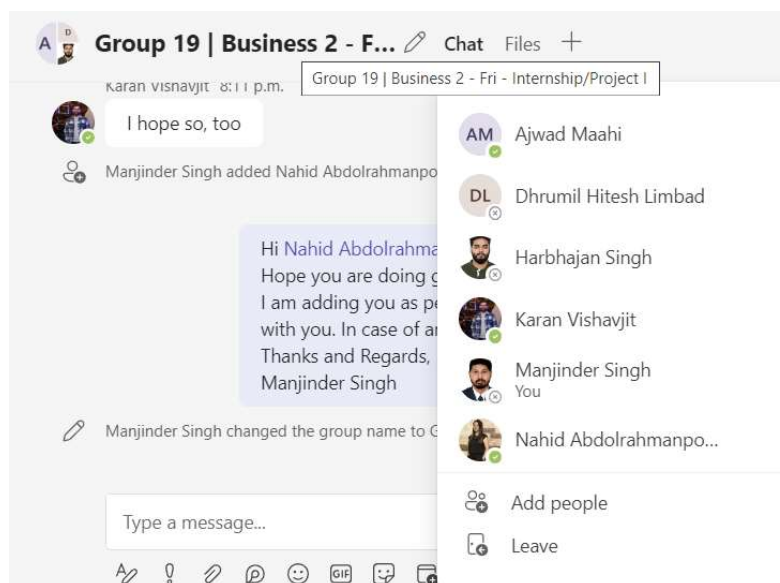 A D Group 19 | Business 2 - F... Chat Files
Group 19 | Business 2 - Fri - Internship/Project I
Karan Vishavjit 8:11 p.m.
I hope so, too
Manjinder Singh added Nahid Abdolrahmanpo
Hi Nahid Abdolrahma
Hope you are doing g
I am adding you as pe
with you. In case of an
Thanks and Regards,
Manjinder Singh
Manjinder Singh changed the group name to G
Type a message...
GIF
AM Ajwad Maahi
DL Dhrumil Hitesh Limbad
Harbhajan Singh
Karan Vishavjit
Manjinder Singh
You
Nahid Abdolrahmanpo...
Add people
Leave